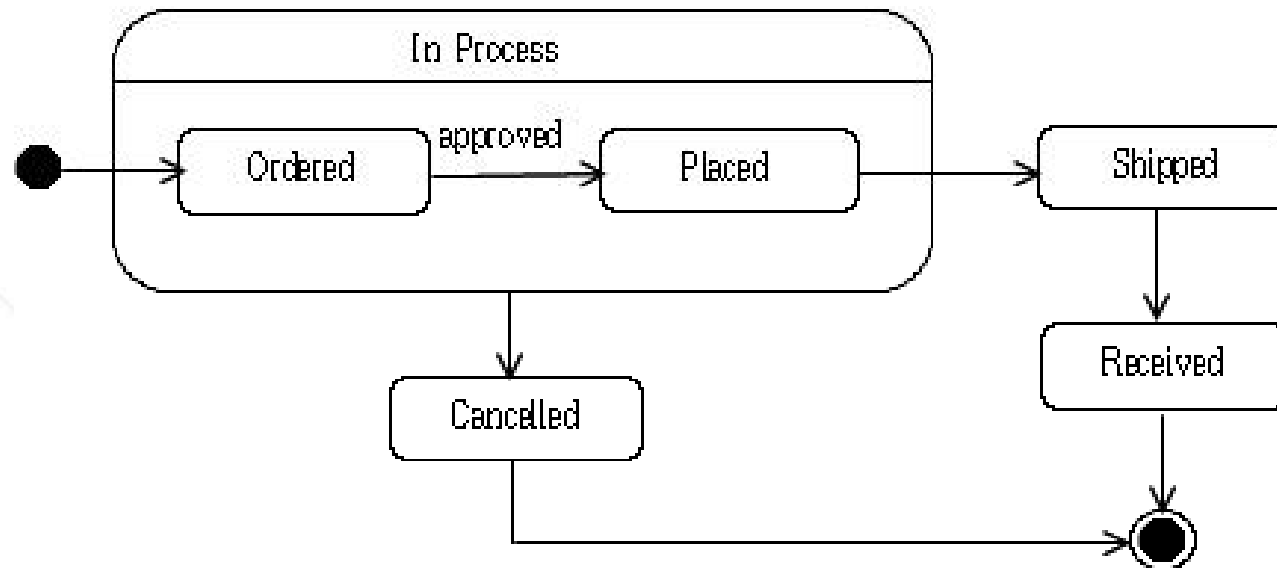 In Process
Ordered
approved
Placed
Shipped
Received
Cancelled